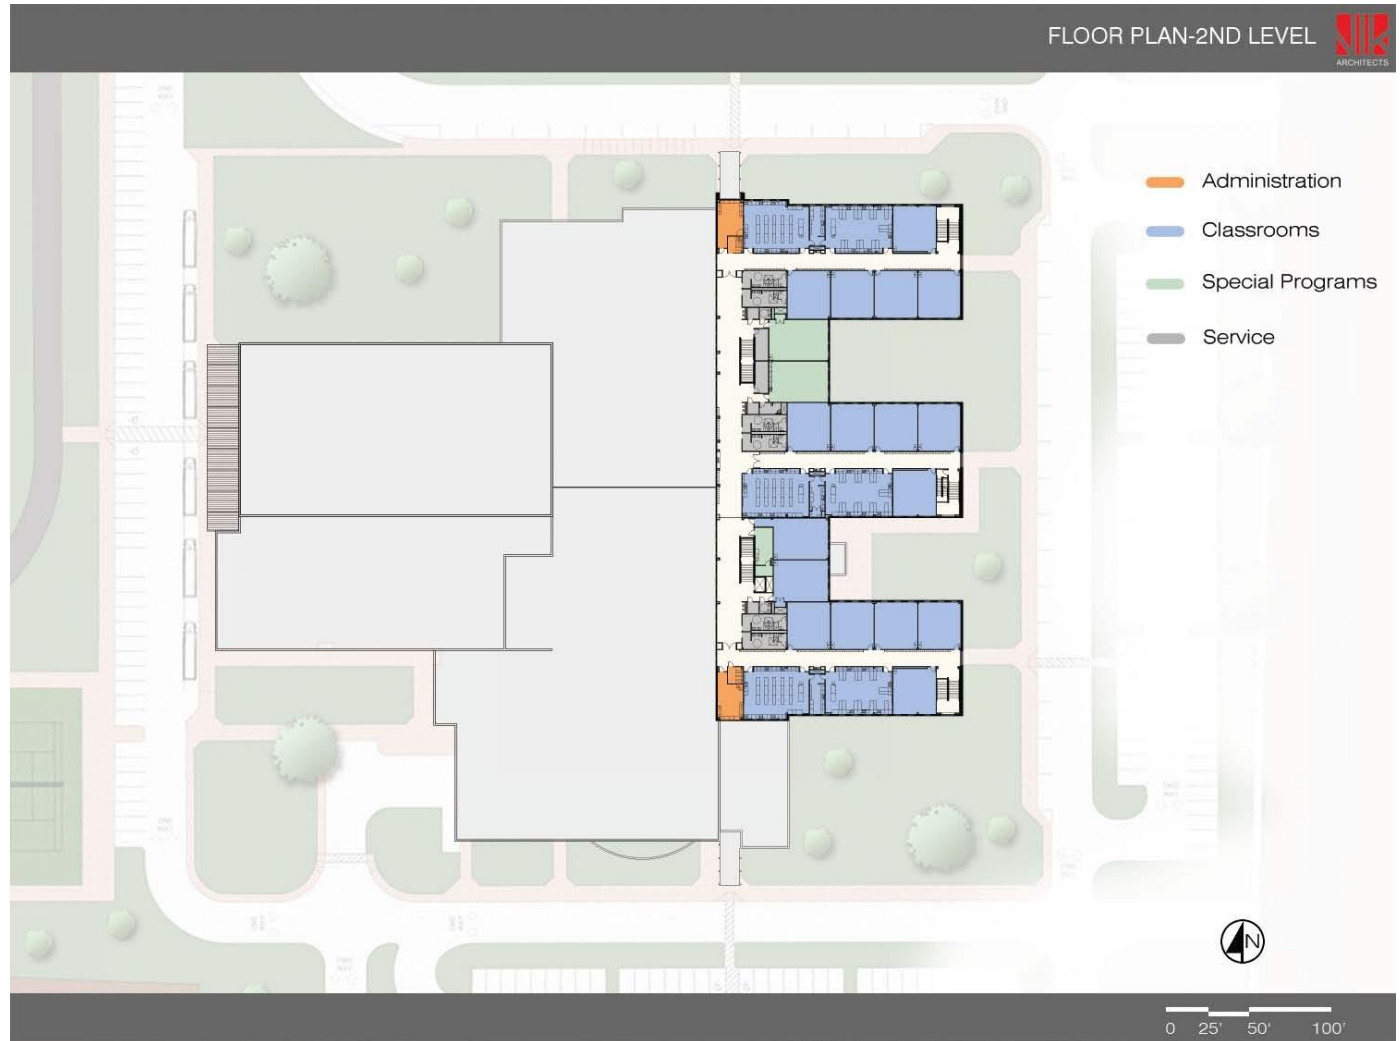 FLOOR PLAN-2ND LEVEL
ARCHITECTS
Administration
Classrooms
Special Programs
Service
N
0 25' 50' 100'